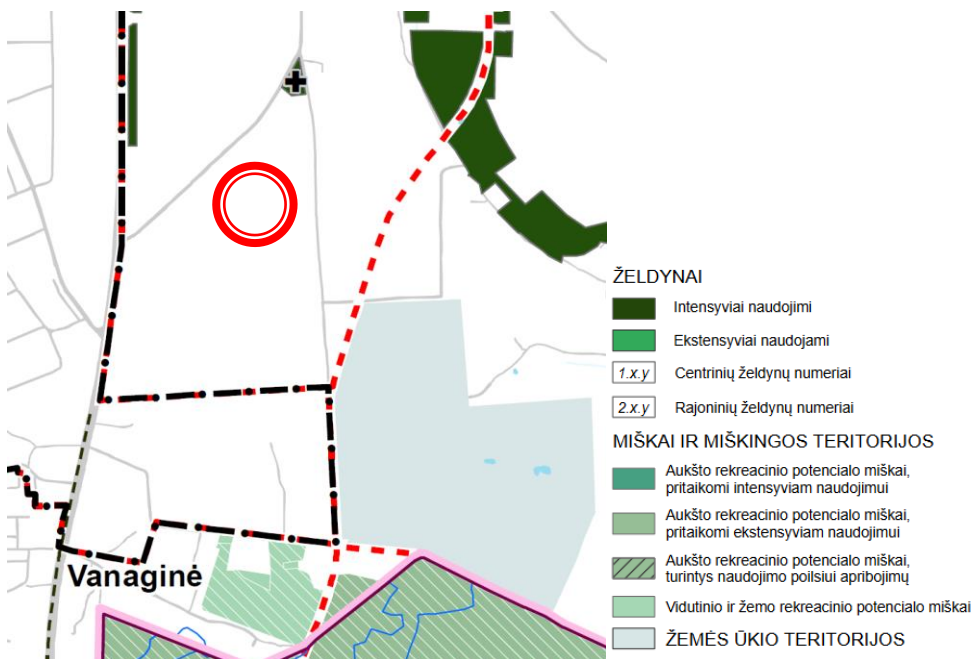 Vanaginė
ŽELDYNAI
Intensyviai naudojimi
Ekstensyviai naudojami
1.x.y Centrinių želdynų numeriai
2.x.y Rajoninių želdynų numeriai
MIŠKAI IR MIŠKINGOS TERITORIJOS
Aukšto rekreacinio potencialo miškai,
pritaikomi intensyviam naudojimui
Aukšto rekreacinio potencialo miškai,
pritaikomi ekstensyviam naudojimui
Aukšto rekreacinio potencialo miškai,
turintys naudojimo poilsiui apribojimų
Vidutinio ir žemo rekreacinio potencialo miškai
ŽEMĖS ŪKIO TERITORIJOS